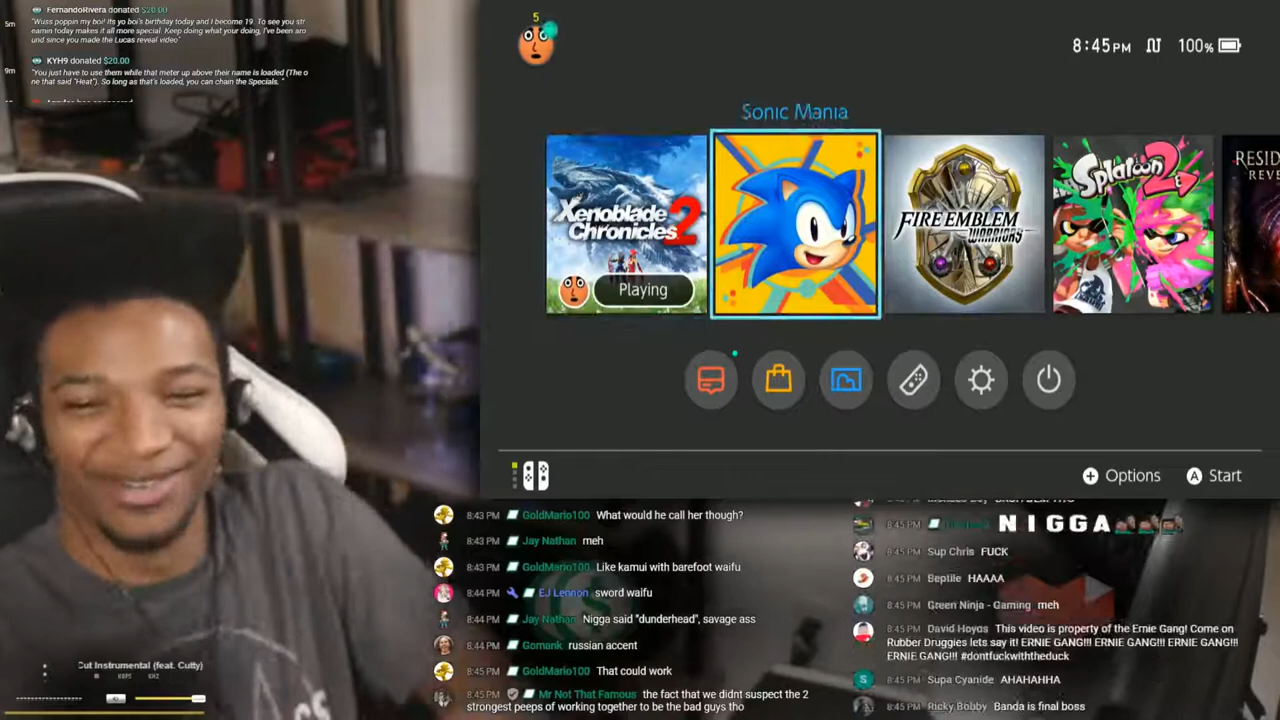 5m
FernandoRivera donated $20.00
"Wuss poppin my boi! Its yo boi's birthday today and I become 19. To see you str
eamin today makes it all more special. Keep doing what your doing, I've been aro
und since you made the Lucas reveal video"
9m
KYH9 donated $20.00
"You just have to use them while that meter up above their name is loaded (The o
ne that said "Heat"). So long as that's loaded, you can chain the Specials. "
5
8:45PM 100%
Sonic Mania
Xenoblade
Chronicles 2
Playing
FIRE EMBLEM
WARRIORS
Splatoon 2
RESID
REVE
+ Options
A Start
8:43 PM GoldMario100 What would he call her though?
8:43 PM Jay Nathan meh
8:43 PM GoldMario100 Like kamui with barefoot waifu
8:44 PM EJ Lennon sword waifu
8:44 PM Jay Nathan Nigga said "dunderhead", savage ass
8:44 PM Gomank russian accent
8:45 PM GoldMario100 That could work
8:45 PM Mr Not That Famous the fact that we didnt suspect the 2
strongest peeps of working together to be the bad guys tho
8:45 PM N I G G A
8:45 PM Sup Chris FUCK
8:45 PM Beptile HAAAA
8:45 PM Green Ninja - Gaming meh
8:45 PM David Hoyos This video is property of the Ernie Gang! Come on
Rubber Druggies lets say it! ERNIE GANG!!! ERNIE GANG!!! ERNIE GANG!!!
ERNIE GANG!!! #dontfuckwiththeduck
8:45 PM Supa Cyanide AHAHAHHA
8:45 PM Ricky Bobby Banda is final boss
Cut Instrumental (feat. Cutty)
KBPS KHZ